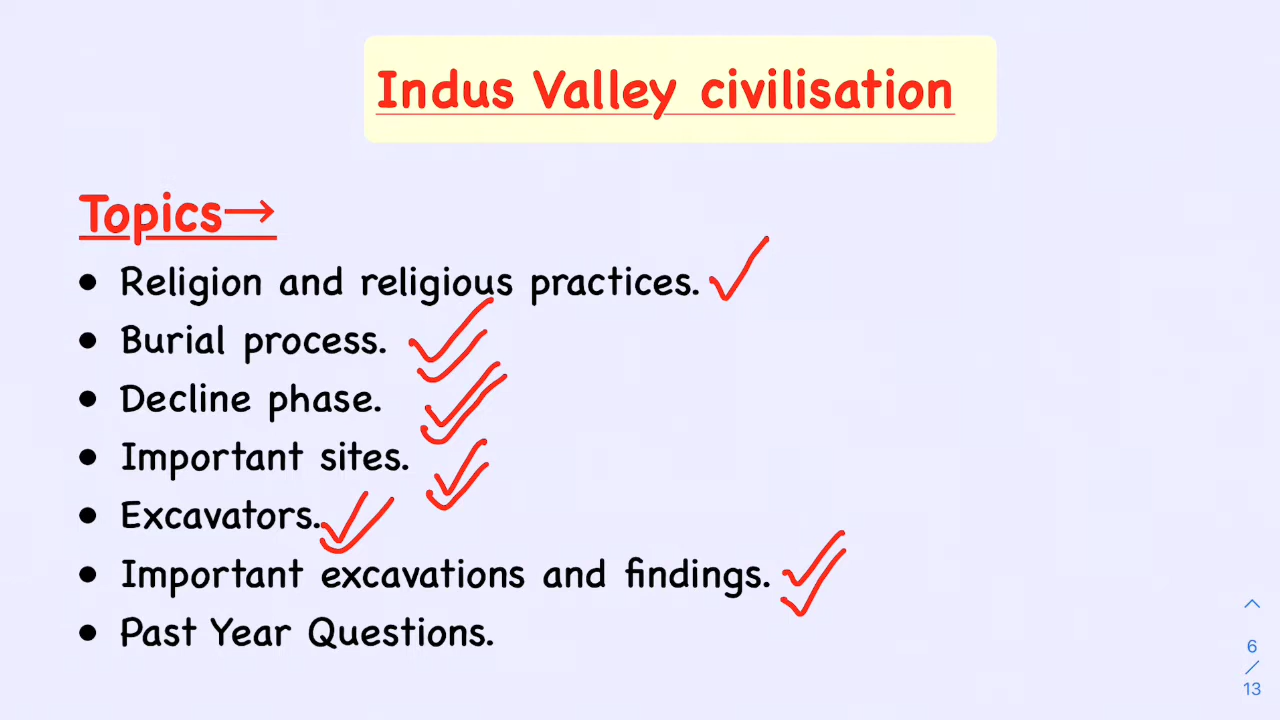 Indus Valley civilisation
Topics→
• Religion and religious practices.
• Burial process.
• Decline phase.
• Important sites.
• Excavators.
• Important excavations and findings.
• Past Year Questions.
6
/
13